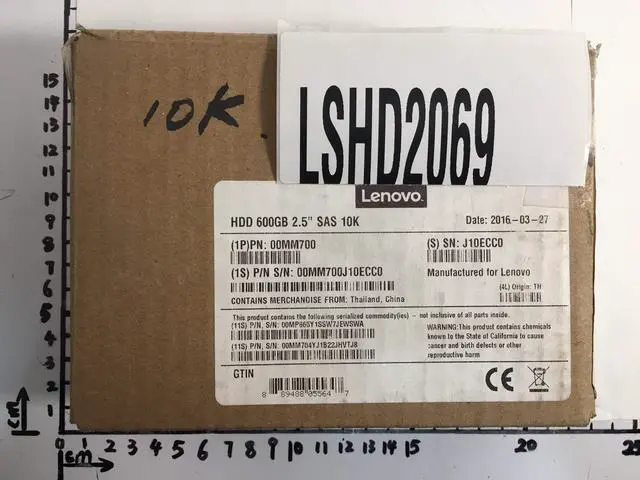 10K.
LSHD2069
Lenovo.
HDD 600GB 2.5" SAS 10K
Date: 2016-03-27
(1P)PN: 00MM700
(S) SN: J10ECC0
(1S) P/N S/N: 00MM700J10ECC0
Manufactured for Lenovo
CONTAINS MERCHANDISE FROM: Thailand, China
(4L) Origin: TH
This product contains the following serialized commodity(ies) - not inclusive of all parts inside.
(11S) P/N, S/N: 00MP865Y1SSW7JEWSWA
(11S) P/N, S/N: 00MM704YJ1B22JHVTJ8
WARNING:This product contains chemicals
known to the State of California to cause
cancer and birth defects or other
reproductive harm
GTIN
8 89488 05564 7
CE
15
14
13
12
11
10
9
8
7
6
5
4
3
2
1
cm
0 1 2 3 4 5 6 7 8 9 10 11 12 13 14 15 20 25
cm